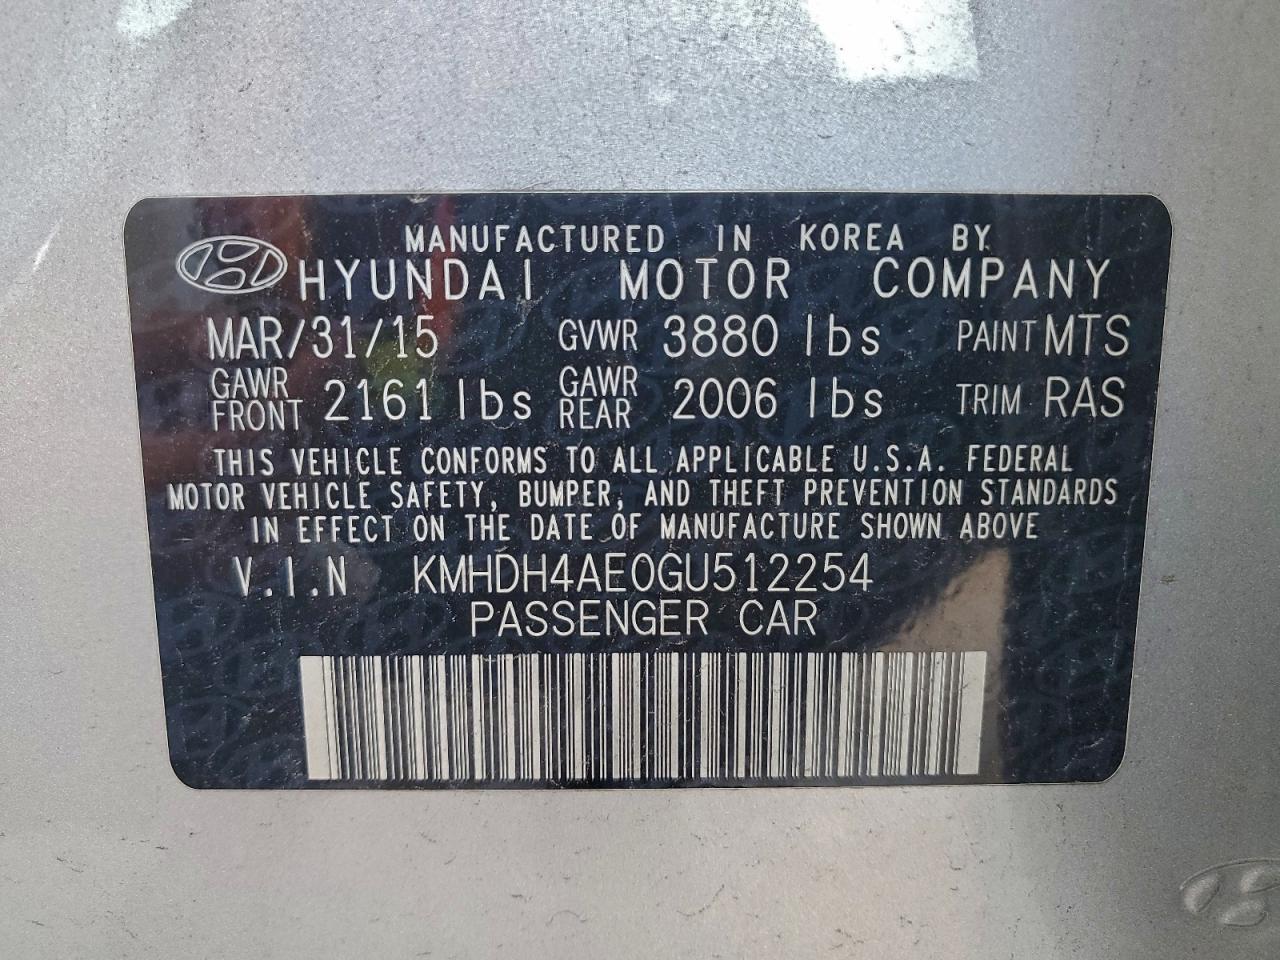 MANUFACTURED IN KOREA BY
HYUNDAI MOTOR COMPANY
MAR/31/15 GVWR 3880 lbs PAINT MTS
GAWR FRONT 2161 lbs GAWR REAR 2006 lbs TRIM RAS
THIS VEHICLE CONFORMS TO ALL APPLICABLE U.S.A. FEDERAL
MOTOR VEHICLE SAFETY, BUMPER, AND THEFT PREVENTION STANDARDS
IN EFFECT ON THE DATE OF MANUFACTURE SHOWN ABOVE
V.I.N KMHDH4AE0GU512254
PASSENGER CAR